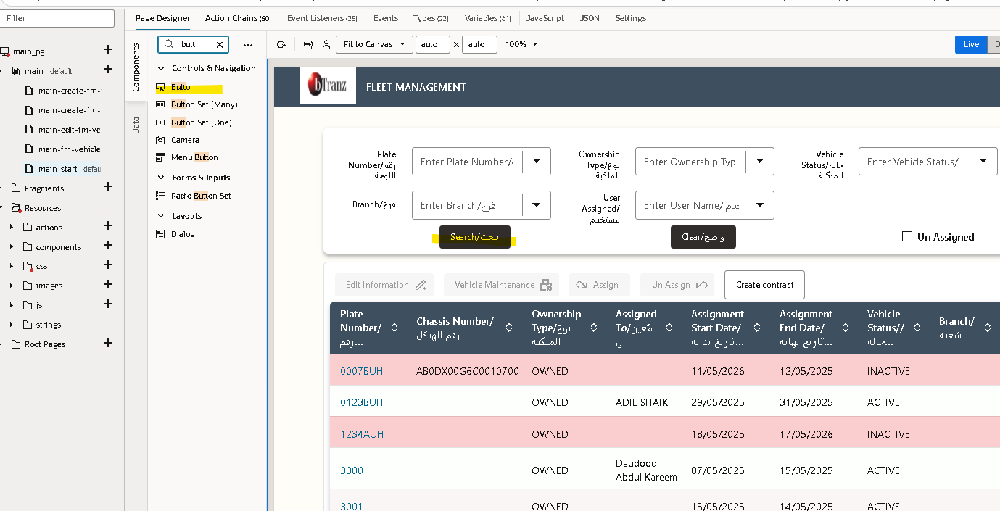 Filter
main_pg
main default
main-create-fm-
main-create-fm-
main-edit-fm-ve
main-fm-vehicle
main-start defau
Fragments
Resources
actions
components
css
images
js
strings
Root Pages
Page Designer
Action Chains (50)
Event Listeners (28)
Events
Types (22)
Variables (61)
JavaScript
JSON
Settings
Components
Data
butt
Controls & Navigation
Button
Button Set (Many)
Button Set (One)
Camera
Menu Button
Forms & Inputs
Radio Button Set
Layouts
Dialog
Fit to Canvas
auto
×
auto
100%
Live
D
bTranz
FLEET MANAGEMENT
Plate
Number/رقم
اللوحة
Enter Plate Number/
Ownership
Type/نوع
الملكية
Enter Ownership Typ
Vehicle
Status/حالة
المركبة
Enter Vehicle Status/
Branch/فرع
Enter Branch/فرع
User
Assigned/
مستخدم
Enter User Name/
Search/يبحث
Clear/واضح
Un Assigned
Edit Information
Vehicle Maintenance
Assign
Un Assign
Create contract
Plate
Number/
رقم...
Chassis Number/
رقم الهيكل
Ownership
Type/نوع
الملكية
Assigned
To/مُعين
ل
Assignment
Start Date/
تاريخ بداية...
Assignment
End Date/
تاريخ نهاية...
Vehicle
Status//
حالة...
Branch/
شعبة
0007BUH AB0DX00G6C0010700 OWNED 11/05/2026 12/05/2025 INACTIVE
0123BUH OWNED ADIL SHAIK 29/05/2025 31/05/2025 ACTIVE
1234AUH OWNED 18/05/2025 17/05/2026 INACTIVE
3000 OWNED Daudood
Abdul Kareem 07/05/2025 15/05/2025 ACTIVE
3001 OWNED 15/05/2025 14/05/2025 ACTIVE